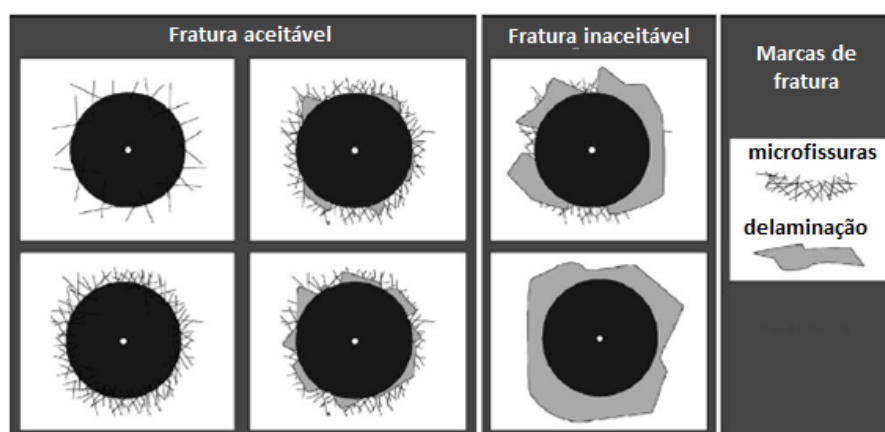 Fratura aceitável
Fratura inaceitável
Marcas de
fratura
microfissuras
delaminação